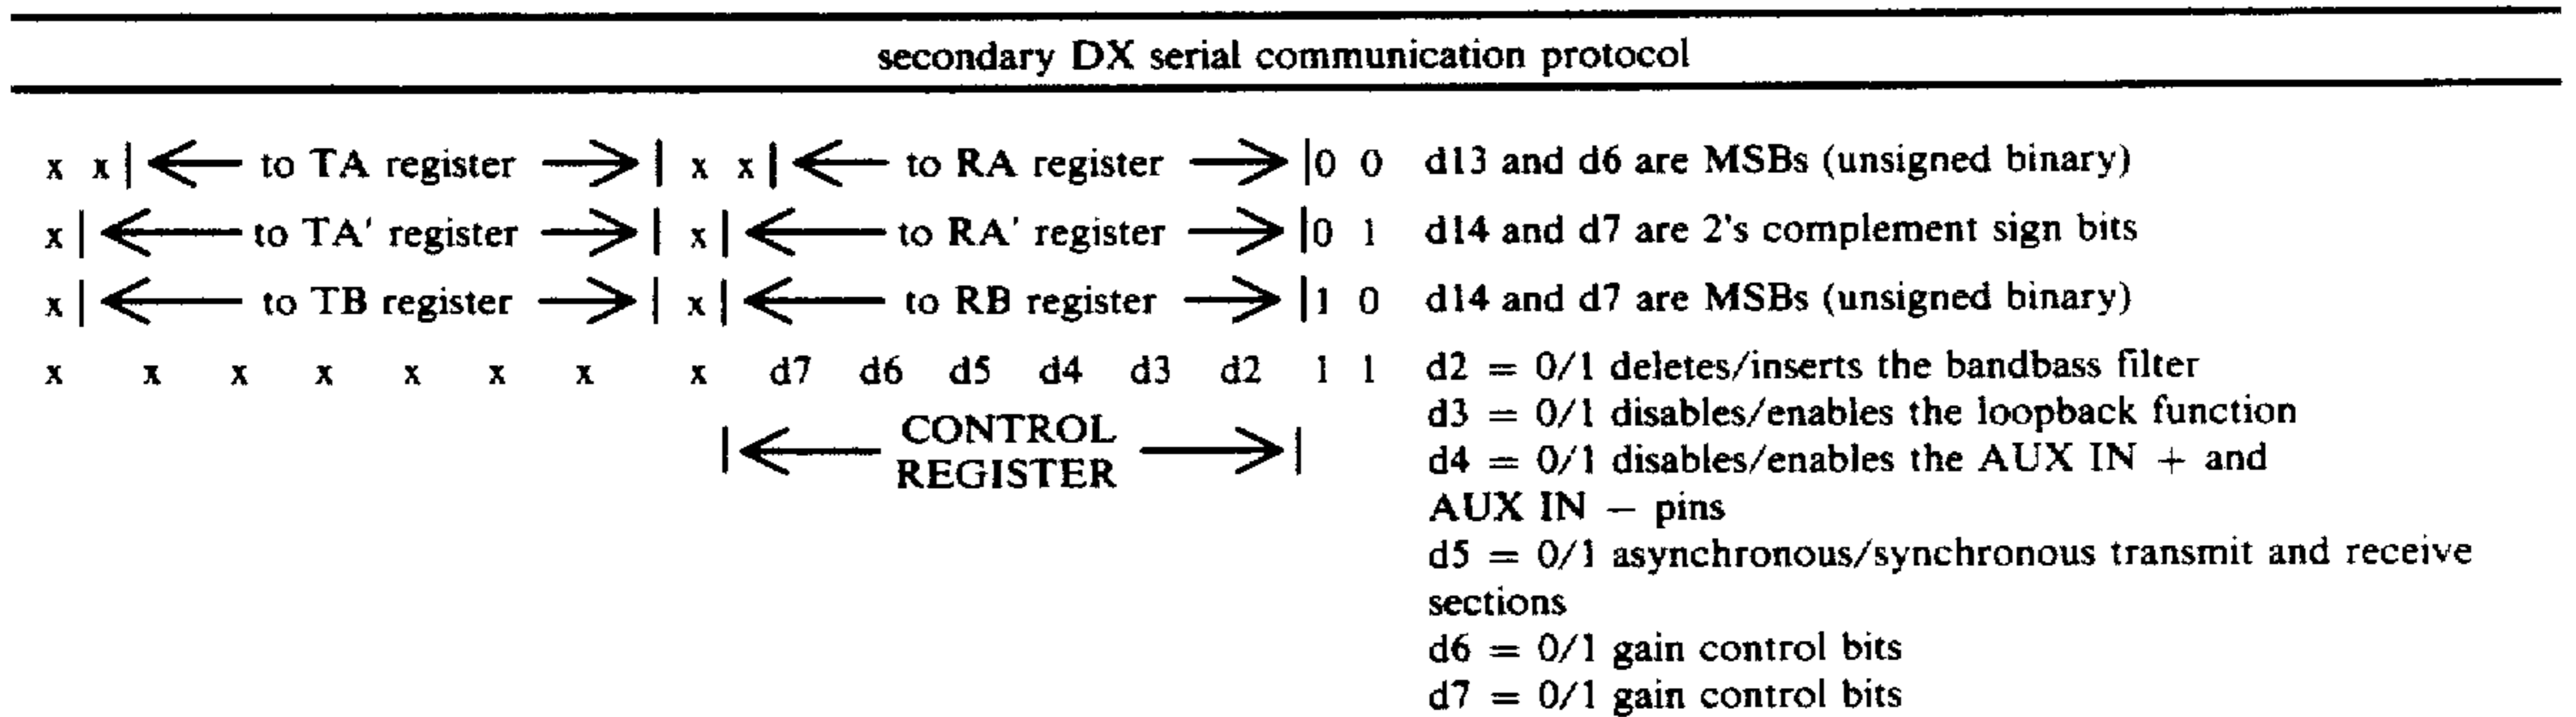 secondary DX serial communication protocol
x x | ← to TA register → | x x | ← to RA register → | 0 0 d13 and d6 are MSBs (unsigned binary)
x | ← to TA' register → | x | ← to RA' register → | 0 1 d14 and d7 are 2's complement sign bits
x | ← to TB register → | x | ← to RB register → | 1 0 d14 and d7 are MSBs (unsigned binary)
x x x x x x x x d7 d6 d5 d4 d3 d2 1 1 d2 = 0/1 deletes/inserts the bandbass filter
d3 = 0/1 disables/enables the loopback function
| ← CONTROL REGISTER → | d4 = 0/1 disables/enables the AUX IN + and
AUX IN − pins
d5 = 0/1 asynchronous/synchronous transmit and receive
sections
d6 = 0/1 gain control bits
d7 = 0/1 gain control bits